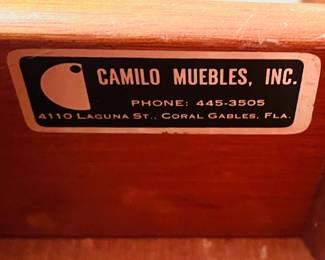 CAMILO MUEBLES, INC.
PHONE: 445-3505
4110 LAGUNA ST., CORAL GABLES, FLA.